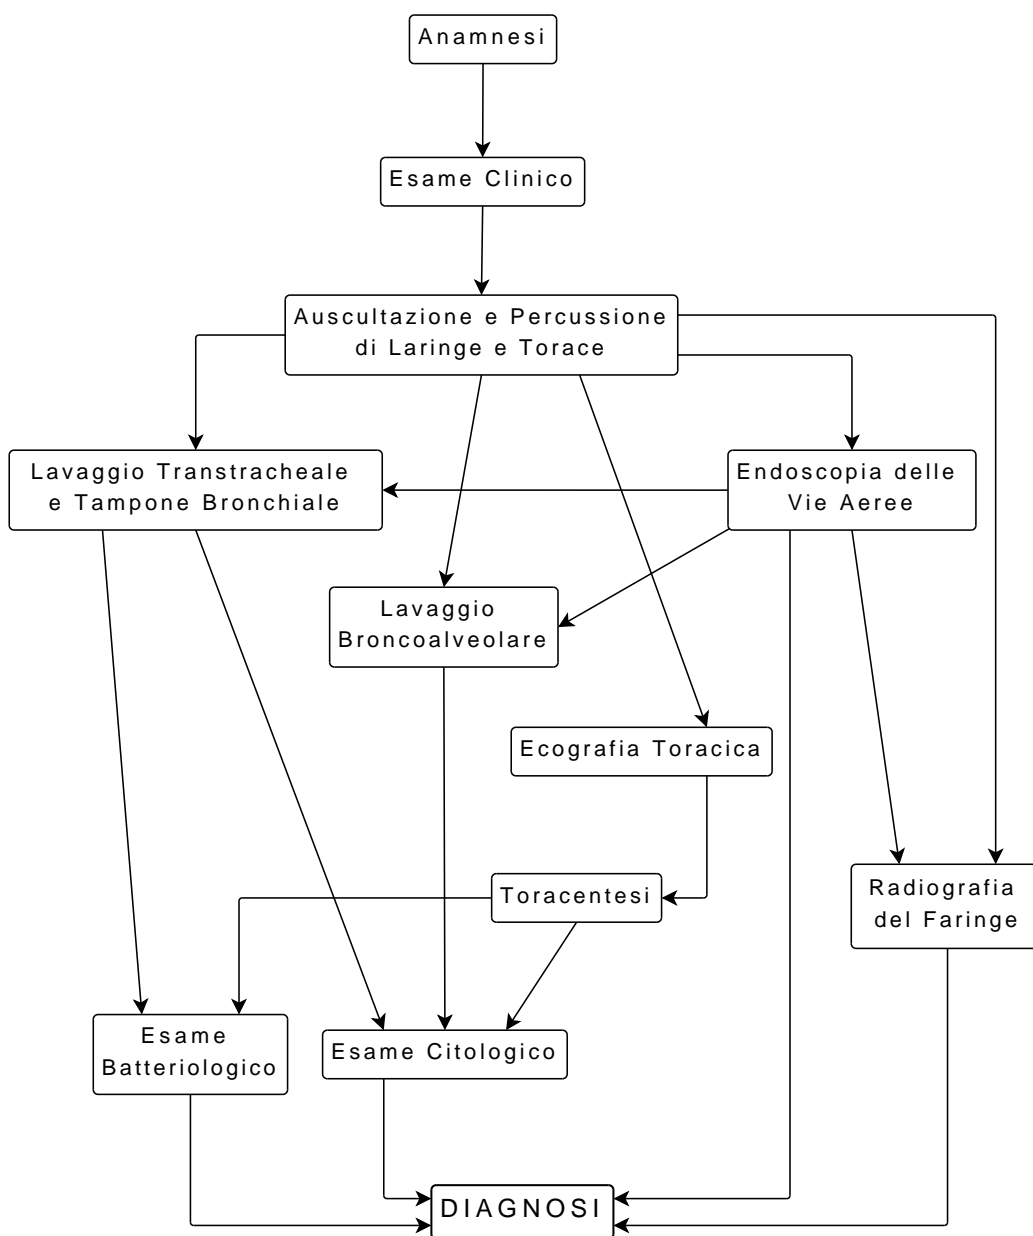 Anamnesi
Esame Clinico
Auscultazione e Percussione
di Laringe e Torace
Lavaggio Transtracheale
e Tampone Bronchiale
Endoscopia delle
Vie Aeree
Lavaggio
Broncoalveolare
Ecografia Toracica
Toracentesi
Radiografia
del Faringe
Esame
Batteriologico
Esame Citologico
DIAGNOSI